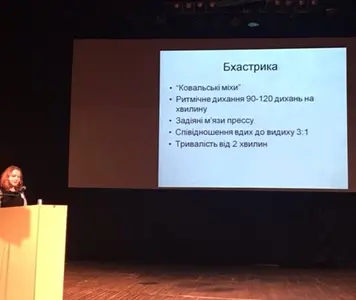 Бхастрика
• “Ковальські міхи”
• Ритмічне дихання 90-120 дихань на
хвилину
• Задіяні м’язи прессу
• Співвідношення вдих до видиху 3:1
• Тривалість від 2 хвилин